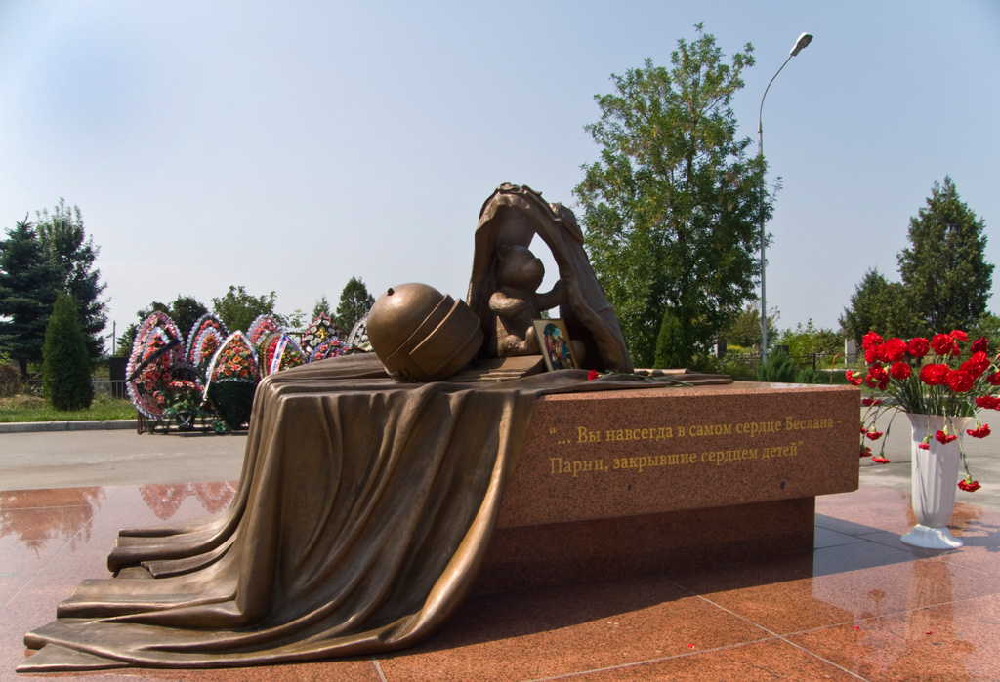 “... Вы навсегда в самом сердце Беслана -
Парни, закрывшие сердцем детей”